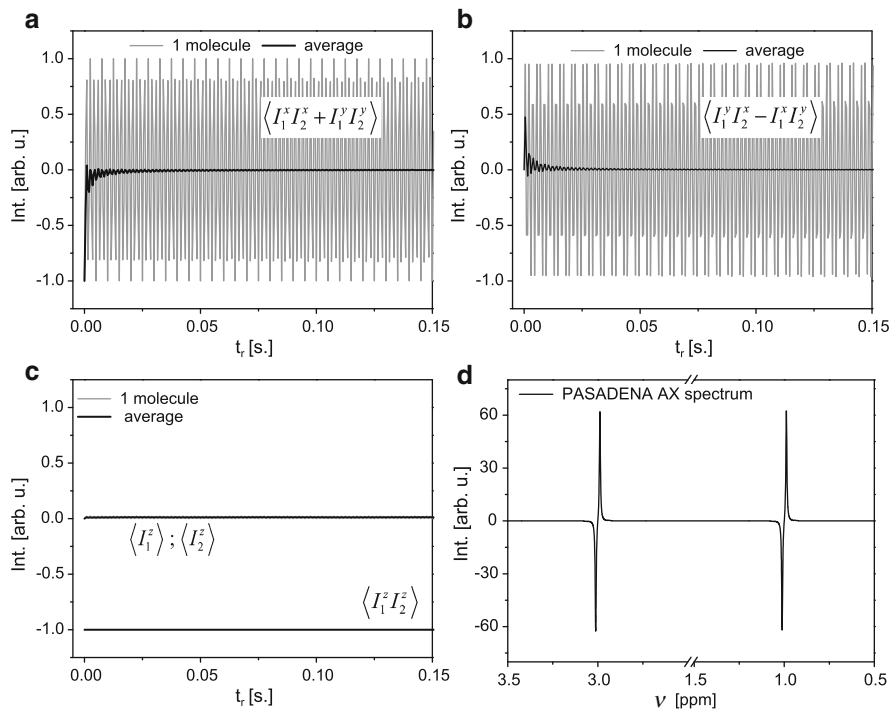 a
1 molecule average
1.0
0.5
0.0
-0.5
-1.0
Int. [arb. u.]
⟨I₁ˣI₂ˣ + I₁ʸI₂ʸ⟩
0.00 0.05 0.10 0.15
tᵣ [s.]
b
1 molecule average
1.0
0.5
0.0
-0.5
-1.0
Int. [arb. u.]
⟨I₁ʸI₂ˣ − I₁ˣI₂ʸ⟩
0.00 0.05 0.10 0.15
tᵣ [s.]
c
1 molecule
average
1.0
0.5
0.0
-0.5
-1.0
Int. [arb. u.]
⟨I₁ᶻ⟩ ; ⟨I₂ᶻ⟩
⟨I₁ᶻI₂ᶻ⟩
0.00 0.05 0.10 0.15
tᵣ [s.]
d
PASADENA AX spectrum
60
30
0
-30
-60
Int. [arb. u.]
3.5 3.0 1.5 1.0 0.5
ν [ppm]